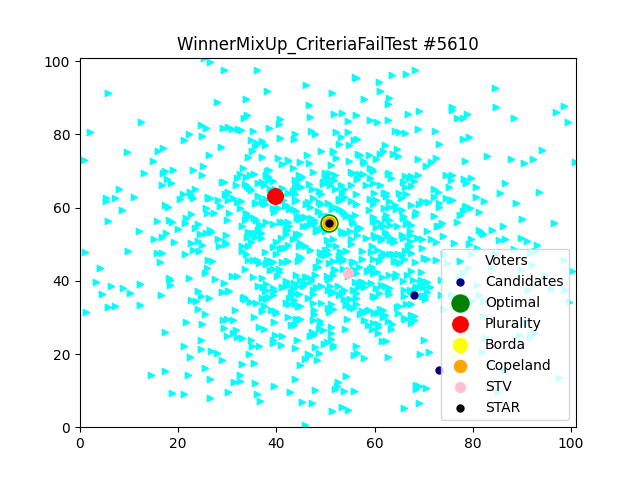 WinnerMixUp_CriteriaFailTest #5610
100
80
60
40
20
0
0 20 40 60 80 100
Voters
Candidates
Optimal
Plurality
Borda
Copeland
STV
STAR